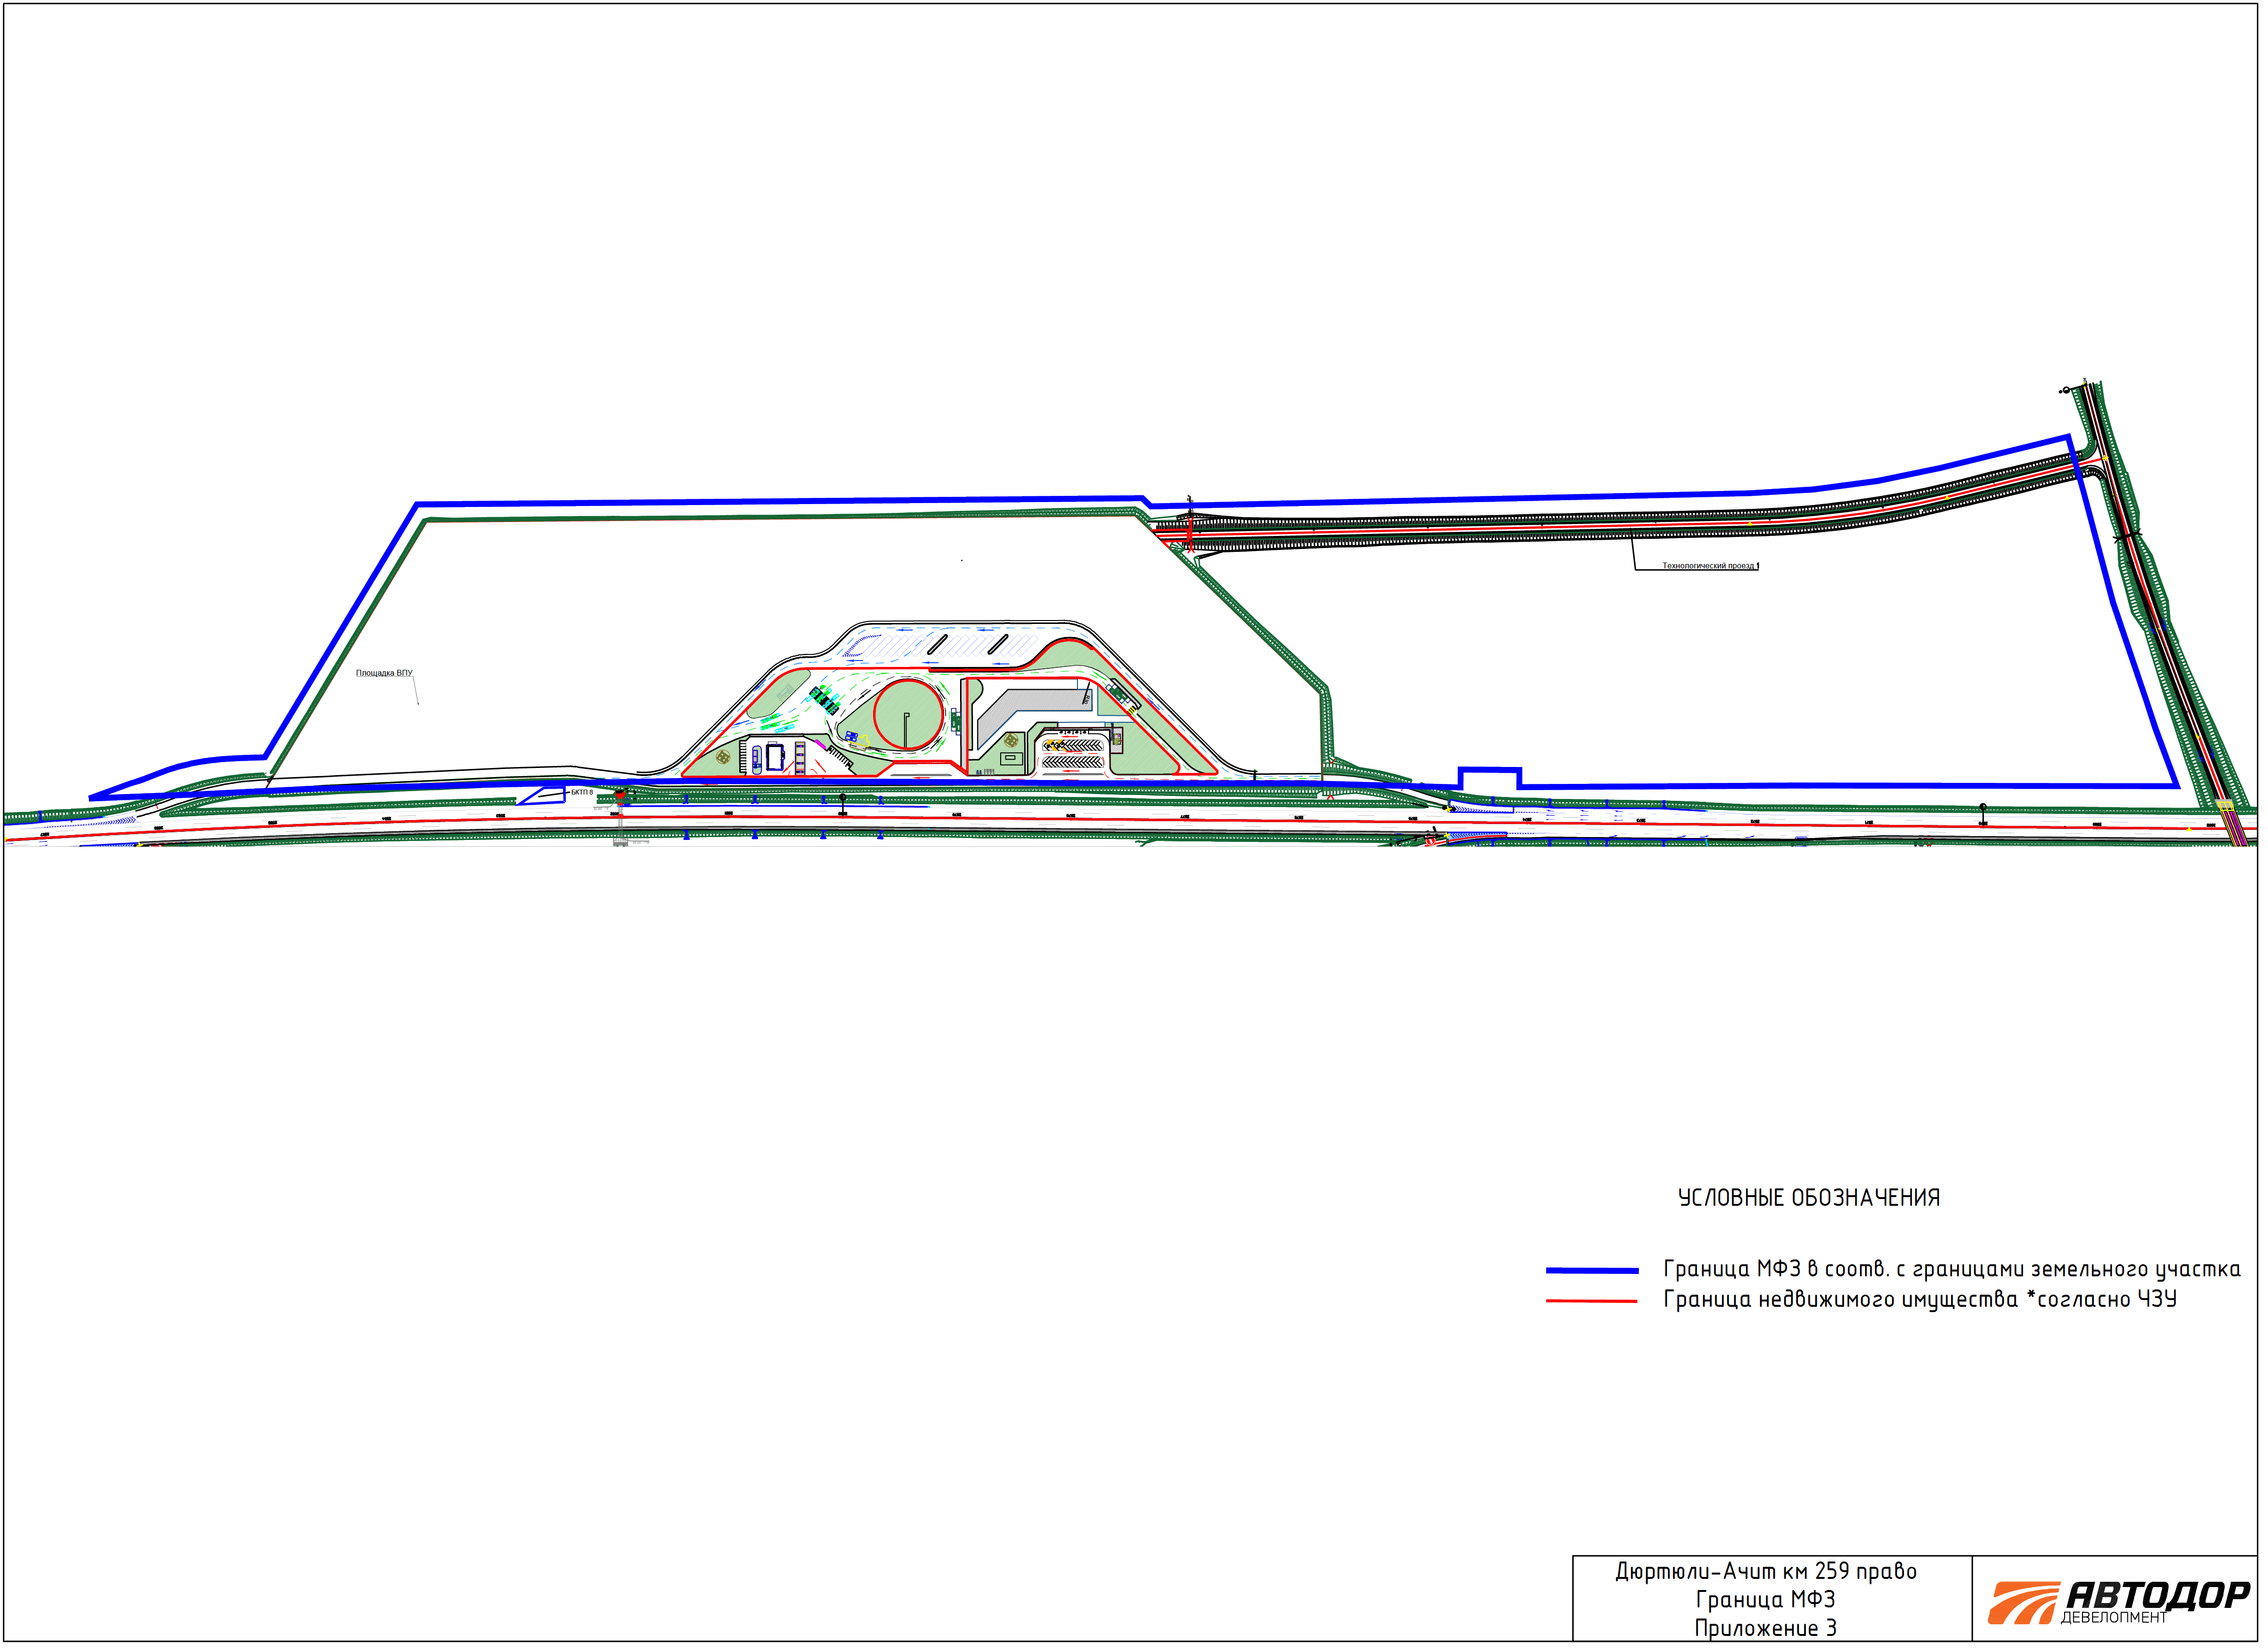 Технологический проезд 1
Площадка ВПУ
БКТП 8
УСЛОВНЫЕ ОБОЗНАЧЕНИЯ
Граница МФЗ в соотв. с границами земельного участка
Граница недвижимого имущества *согласно ЧЗУ
Дюртюли-Ачит км 259 право
Граница МФЗ
Приложение 3
АВТОДОР
ДЕВЕЛОПМЕНТ